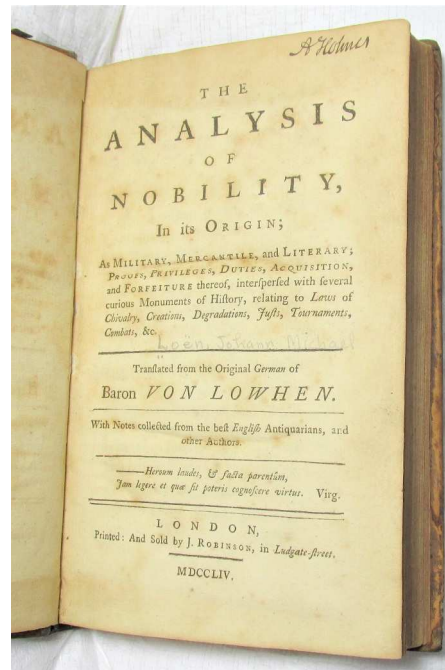 A Holmes
THE
ANALYSIS
OF
NOBILITY,
In its ORIGIN;
As MILITARY, MERCANTILE, and LITERARY;
PROOFS, PRIVILEGES, DUTIES, ACQUISITION,
and FORFEITURE thereof, interſperſed with ſeveral
curious Monuments of Hiſtory, relating to Laws of
Chivalry, Creations, Degradations, Juſts, Tournaments,
Combats, &c.
Loen, Johann Michael
Tranſlated from the Original German of
Baron VON LOWHEN.
With Notes collected from the beſt Engliſh Antiquarians, and
other Authors.
——Heroum laudes, & facta parentûm,
Jam legere et quæ ſit poteris cognoſcere virtus. Virg.
LONDON,
Printed: And Sold by J. ROBINSON, in Ludgate-ſtreet.
MDCCLIV.